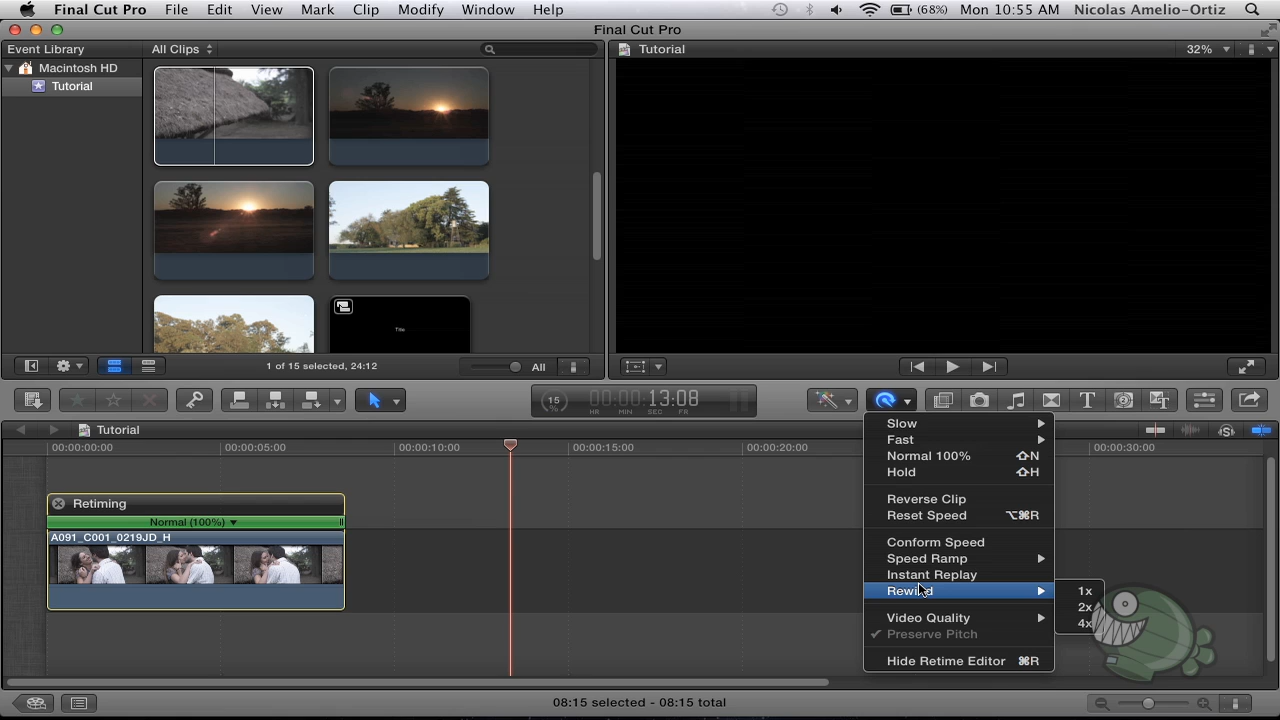 Final Cut Pro File Edit View Mark Clip Modify Window Help (68%) Mon 10:55 AM Nicolas Amelio-Ortiz
Final Cut Pro
Event Library All Clips Tutorial 32%
Macintosh HD
Tutorial
Title
1 of 15 selected, 24:12 All
15 % 00:00:13:08
HR MIN SEC FR
Tutorial
00:00:00:00 00:00:05:00 00:00:10:00 00:00:15:00 00:00:20:00 00:00:30:00
Slow
Fast
Normal 100% ⇧N
Hold ⇧H
Reverse Clip
Reset Speed ⌥⌘R
Conform Speed
Speed Ramp
Instant Replay
Rewind
1x
2x
4x
Video Quality
Preserve Pitch
Hide Retime Editor ⌘R
Retiming
Normal (100%)
A091_C001_0219JD_H
08:15 selected - 08:15 total